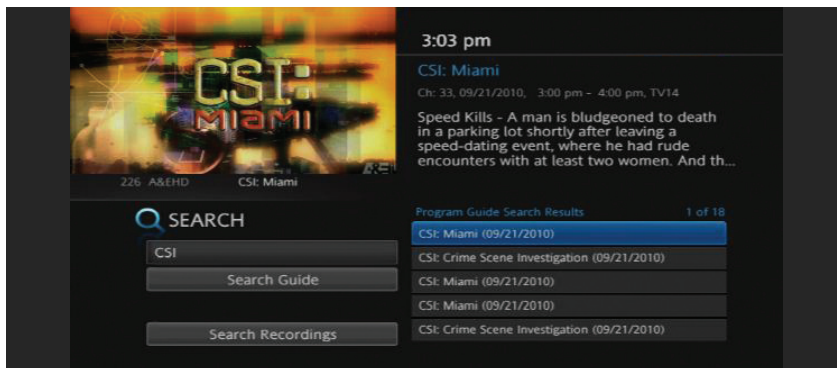 CSI:
MIAMI
A&E
226 A&EHD CSI: Miami
3:03 pm
CSI: Miami
Ch: 33, 09/21/2010, 3:00 pm - 4:00 pm, TV14
Speed Kills - A man is bludgeoned to death
in a parking lot shortly after leaving a
speed-dating event, where he had rude
encounters with at least two women. And th...
SEARCH
CSI
Search Guide
Search Recordings
Program Guide Search Results 1 of 18
CSI: Miami (09/21/2010)
CSI: Crime Scene Investigation (09/21/2010)
CSI: Miami (09/21/2010)
CSI: Miami (09/21/2010)
CSI: Crime Scene Investigation (09/21/2010)